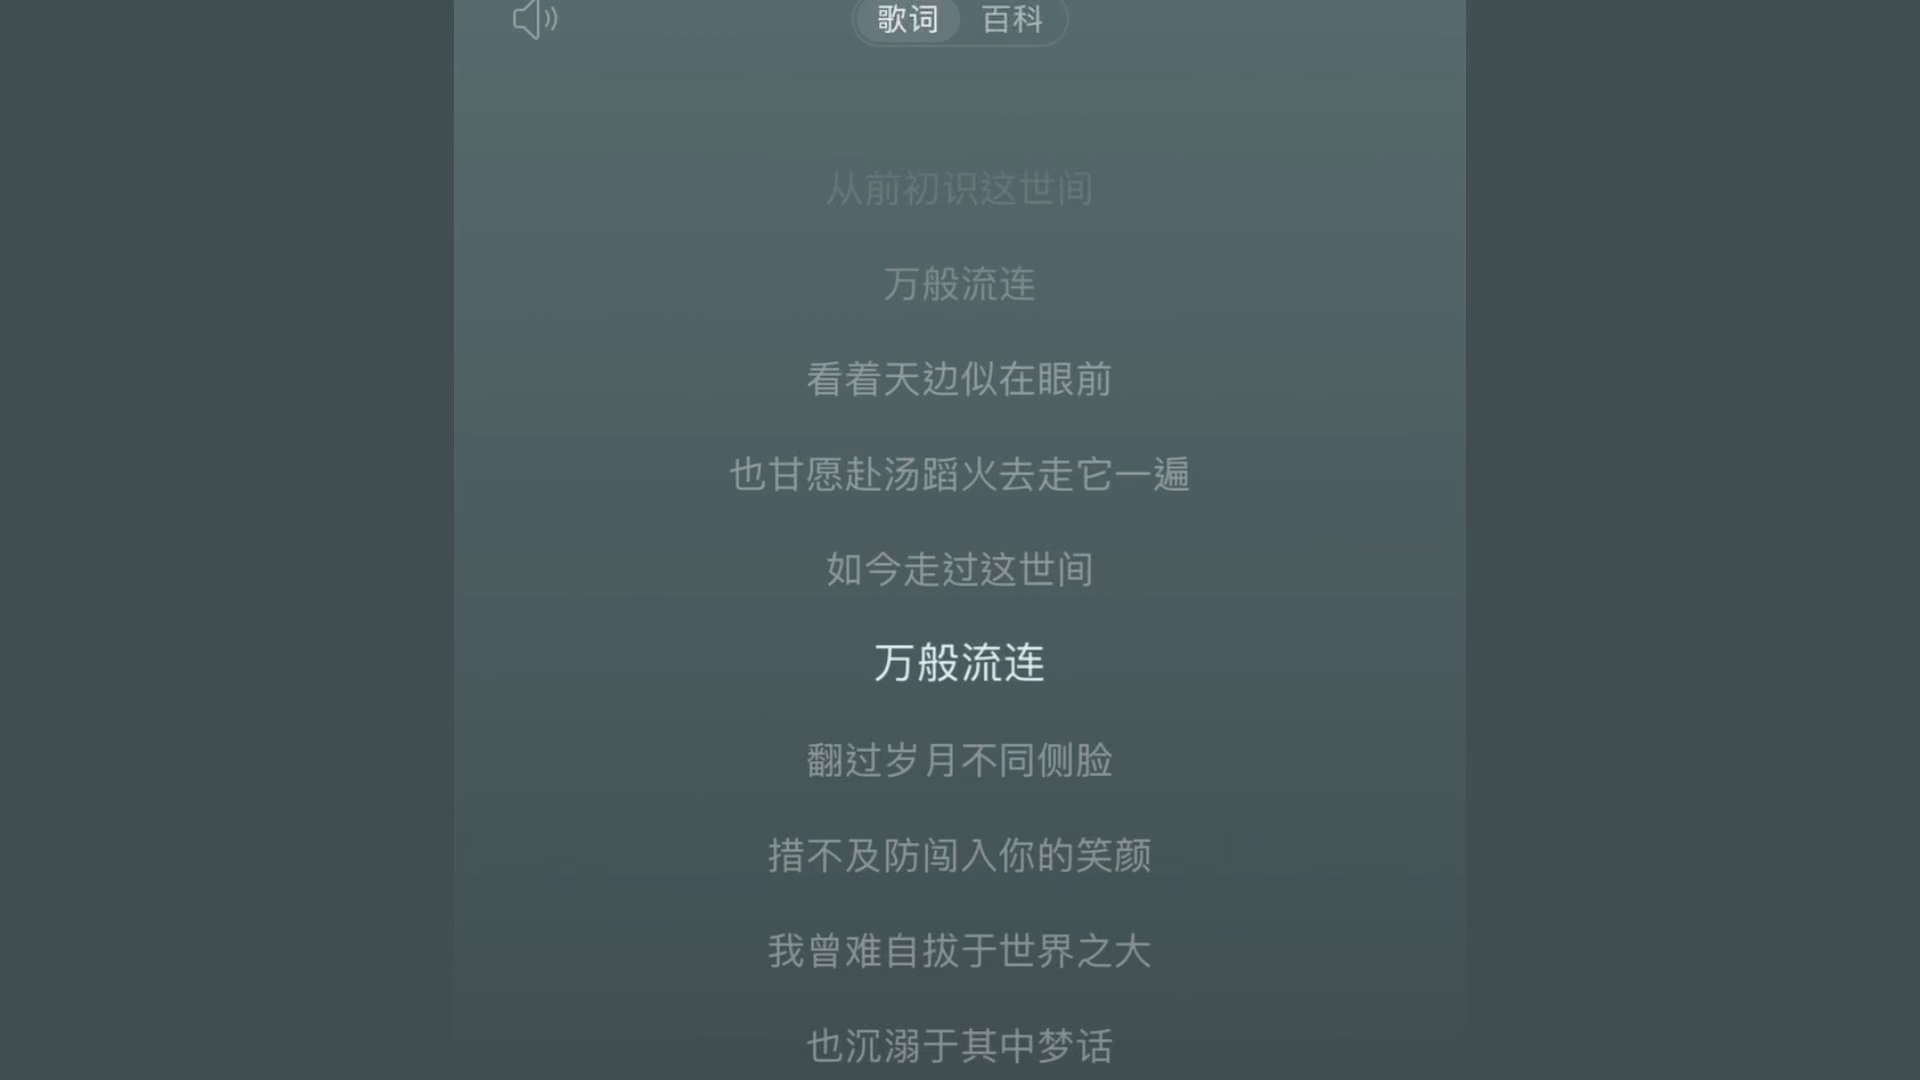 歌词 百科
从前初识这世间
万般流连
看着天边似在眼前
也甘愿赴汤蹈火去走它一遍
如今走过这世间
万般流连
翻过岁月不同侧脸
措不及防闯入你的笑颜
我曾难自拔于世界之大
也沉溺于其中梦话